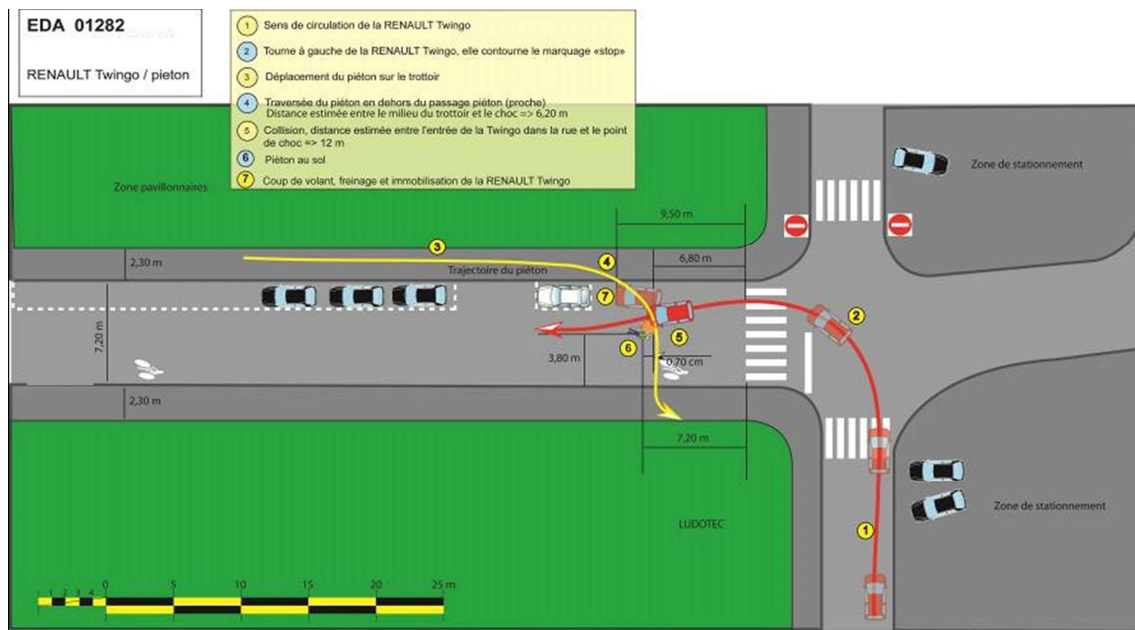 EDA 01282
RENAULT Twingo / pieton
1 Sens de circulation de la RENAULT Twingo
2 Tourne à gauche de la RENAULT Twingo, elle contourne le marquage «stop»
3 Déplacement du piéton sur le trottoir
4 Traversée du piéton en dehors du passage piéton (proche)
Distance estimée entre le milieu du trottoir et le choc => 6,20 m
5 Collision, distance estimée entre l'entrée de la Twingo dans la rue et le point
de choc => 12 m
6 Piéton au sol
7 Coup de volant, freinage et immobilisation de la RENAULT Twingo
Zone pavillonnaires
Zone de stationnement
9,50 m
3
2,30 m
Trajectoire du piéton
4
6,80 m
7
2
5
6
7,20 m
3,80 m
0,70 cm
2,30 m
7,20 m
Zone de stationnement
LUDOTEC
1
1 2 3 4 0 5 10 15 20 25 m